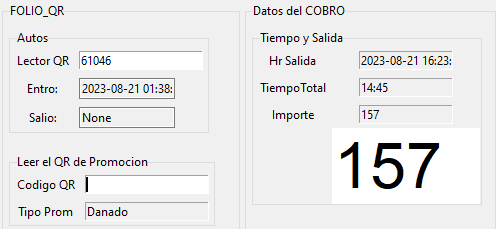 FOLIO_QR
Autos
Lector QR 61046
Entro: 2023-08-21 01:38:
Salio: None
Leer el QR de Promocion
Codigo QR
Tipo Prom Danado
Datos del COBRO
Tiempo y Salida
Hr Salida 2023-08-21 16:23:
TiempoTotal 14:45
Importe 157
157